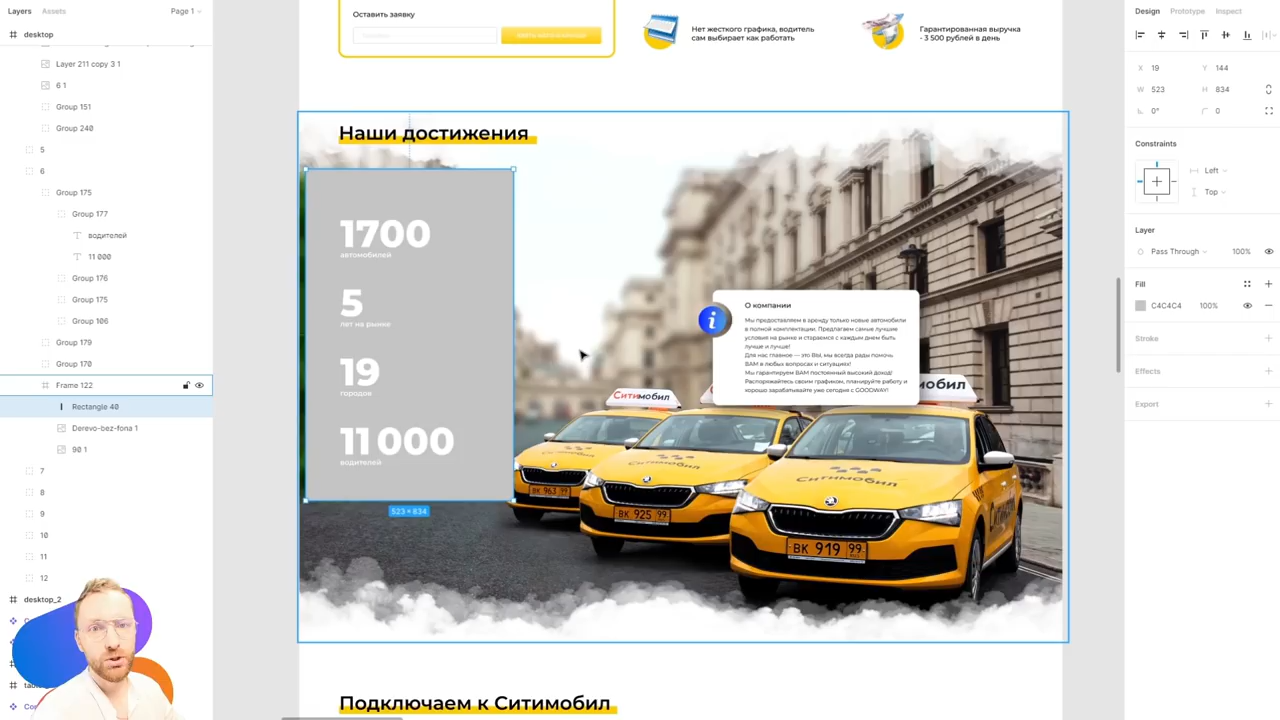 Layers
Assets
Page 1
desktop
Layer 211 copy 3 1
6 1
Group 151
Group 240
5
6
Group 175
Group 177
водителей
11 000
Group 176
Group 175
Group 106
Group 179
Group 170
Frame 122
Rectangle 40
Derevo-bez-fona 1
90 1
7
8
9
10
11
12
desktop_2
Оставить заявку
Нет жесткого графика, водитель
сам выбирает как работать
Гарантированная выручка
- 3 500 рублей в день
Наши достижения
1700
автомобилей
5
лет на рынке
19
городов
11 000
водителей
523 × 834
О компании
Мы предоставляем в аренду только новые автомобили
в полной комплектации. Предлагаем самые лучшие
условия на рынке и стараемся с каждым днем быть
лучше и лучше!
Для нас главное — это ВЫ, мы всегда рады помочь
ВАМ в любых вопросах и ситуациях!
Мы гарантируем ВАМ постоянный высокий доход!
Распоряжайтесь своим графиком, планируйте работу и
хорошо зарабатывайте уже сегодня с GOODWAY!
Ситимобил
Ситимобил
мобил
Ситимобил
Ситимобил
Ситимобил
ВК 963 99
ВК 925 99
ВК 919 99
Подключаем к Ситимобил
Design
Prototype
Inspect
X 19
Y 144
W 523
H 834
0°
0
Constraints
Left
Top
Layer
Pass Through
100%
Fill
C4C4C4
100%
Stroke
Effects
Export